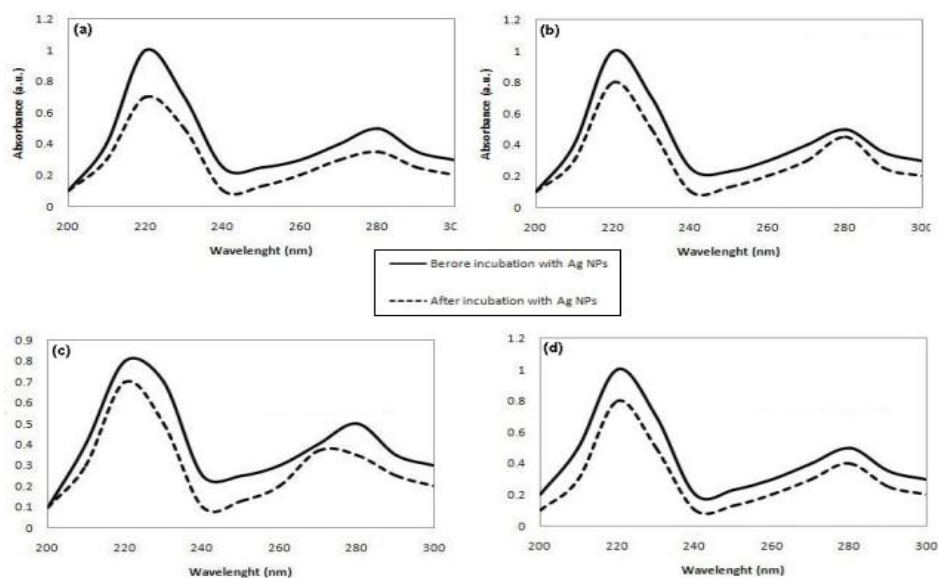 (a)
Absorbance (a.u.)
1.2
1
0.8
0.6
0.4
0.2
0
200 220 240 260 280 30
Wavelenght (nm)
(b)
Absorbance (a.u.)
1.2
1
0.8
0.6
0.4
0.2
0
200 220 240 260 280 300
Wavelenght (nm)
Berore incubation with Ag NPs
After incubation with Ag NPs
(c)
0.9
0.8
0.7
0.6
0.5
0.4
0.3
0.2
0.1
0
200 220 240 260 280 300
Wavelenght (nm)
(d)
1.2
1
0.8
0.6
0.4
0.2
0
200 220 240 260 280 300
Wavelenght (nm)